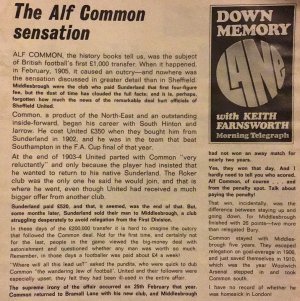 The Alf Common
sensation
ALF COMMON, the history books tell us, was the subject
of British football's first £1,000 transfer. When it happened,
in February, 1905, it caused an outcry—and nowhere was
the sensation discussed in greater detail than in Sheffield.
Middlesbrough were the club who paid Sunderland that first four-figure
fee, but the dust of time has clouded the full facts; and it is, perhaps,
forgotten how much the news of the remarkable deal hurt officials of
Sheffield United.
Common, a product of the North-East and an outstanding
inside-forward, began his career with South Hinton and
Jarrow. He cost United £350 when they bought him from
Sunderland in 1902, and he was in the team that beat
Southampton in the F.A. Cup final of that year.
At the end of 1903-4 United parted with Common "very
reluctantly" and only because the player had insisted that
he wanted to return to his native Sunderland. The Roker
club was the only one he said he would join, and that is
where he went, even though United had received a much
bigger offer from another club.
Sunderland paid £520, and that, it seemed, was the end of that. But,
some months later, Sunderland sold their man to Middlesbrough, a club
struggling desperately to avoid relegation from the First Division.
In these days of the £200,000 transfer it is hard to imagine the outcry
that followed the Common deal. Not for the first time, and certainly not
for the last, people in the game viewed the big-money deal with
astonishment and questioned whether any man was worth so much.
Remember, in those days a footballer was paid about £4 a week!
"Where will it all lead us?" asked the pundits, who were quick to dub
Common "the wandering lew of football". United and their followers were
especially upset; they felt they had been ill-used in the entire affair.
The supreme irony of the affair occurred on 25th February that year.
Common returned to Bramall Lane with his new club, and Middlesbrough
DOWN
MEMORY
LANE
with KEITH
FARNSWORTH
Morning Telegraph
had not won an away match for
nearly two years.
Yes, they won that day. And I
hardly need to tell you who scored.
Alf Common, of course . . . and
from the penalty spot. Talk about
paying the penalty!
That win, incidentally, was the
difference between staying up and
going down, for Middlesbrough
finished with 26 points—two more
than relegated Bury.
Common stayed with Middles-
brough five years. They escaped
relegation on goal-average in 1906
and just saved themselves in 1910,
which was the year Woolwich
Arsenal stepped in and took
Common south.
I have no record of whether he
was honoured in London!